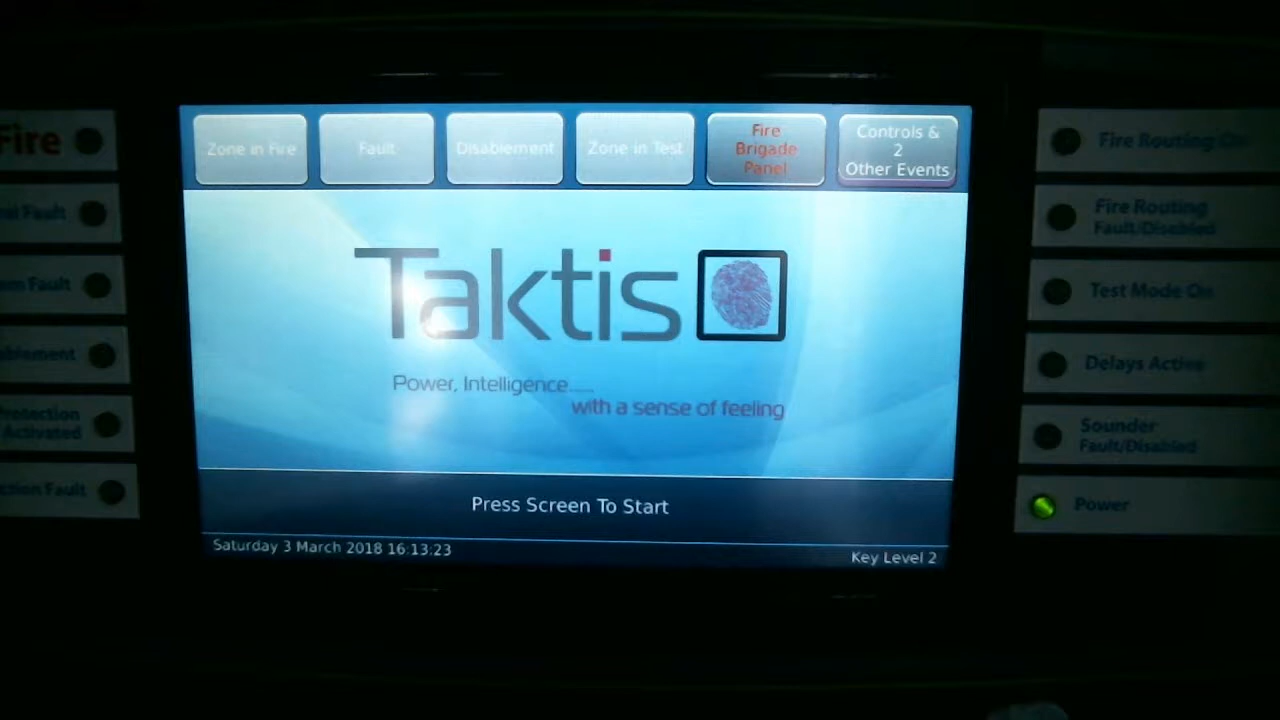 Fire
Fault
Fault
Protection
Activated
Fault
Zone in Fire
Fault
Disablement
Zone in Test
Fire
Brigade
Panel
Controls &
2
Other Events
Taktis
Power, Intelligence.....
with a sense of feeling
Press Screen To Start
Saturday 3 March 2018 16:13:23
Key Level 2
Fire Routing On
Fire Routing
Fault/Disabled
Test Mode On
Delays Active
Sounder
Fault/Disabled
Power